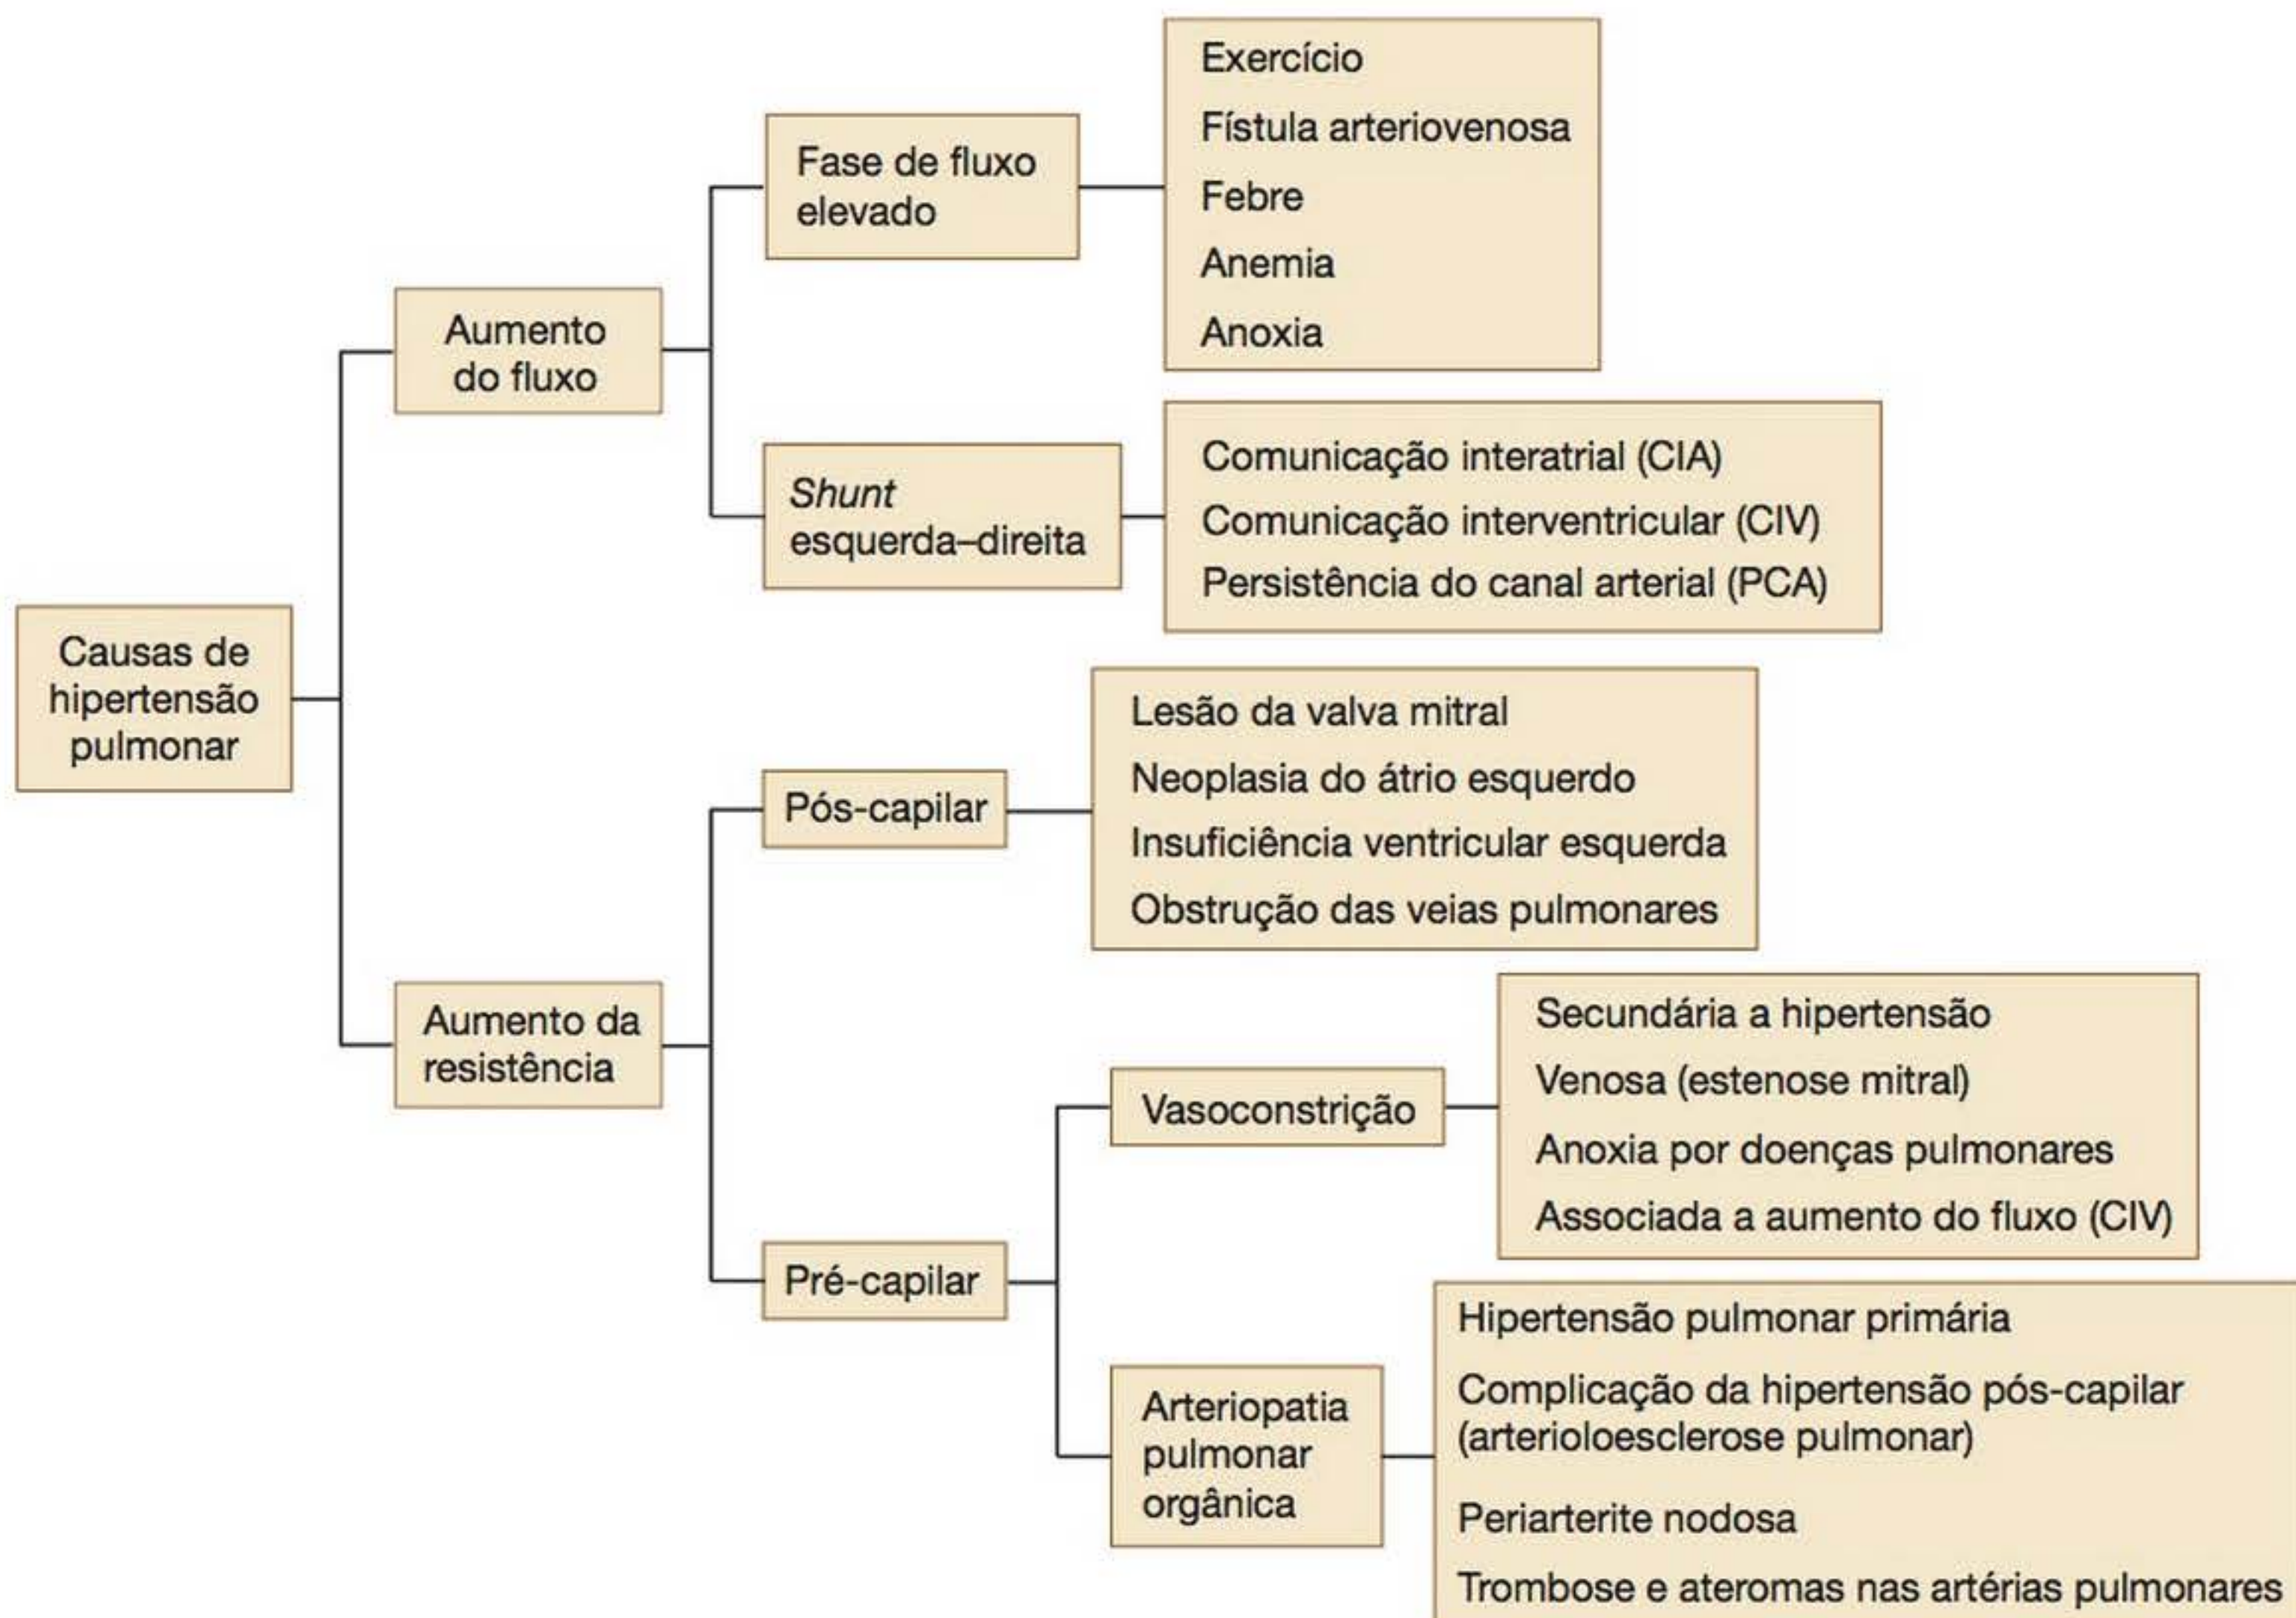 Causas de
hipertensão
pulmonar
Aumento
do fluxo
Fase de fluxo
elevado
Exercício
Fístula arteriovenosa
Febre
Anemia
Anoxia
Shunt
esquerda–direita
Comunicação interatrial (CIA)
Comunicação interventricular (CIV)
Persistência do canal arterial (PCA)
Aumento da
resistência
Pós-capilar
Lesão da valva mitral
Neoplasia do átrio esquerdo
Insuficiência ventricular esquerda
Obstrução das veias pulmonares
Pré-capilar
Vasoconstrição
Secundária a hipertensão
Venosa (estenose mitral)
Anoxia por doenças pulmonares
Associada a aumento do fluxo (CIV)
Arteriopatia
pulmonar
orgânica
Hipertensão pulmonar primária
Complicação da hipertensão pós-capilar
(arterioloesclerose pulmonar)
Periarterite nodosa
Trombose e ateromas nas artérias pulmonares